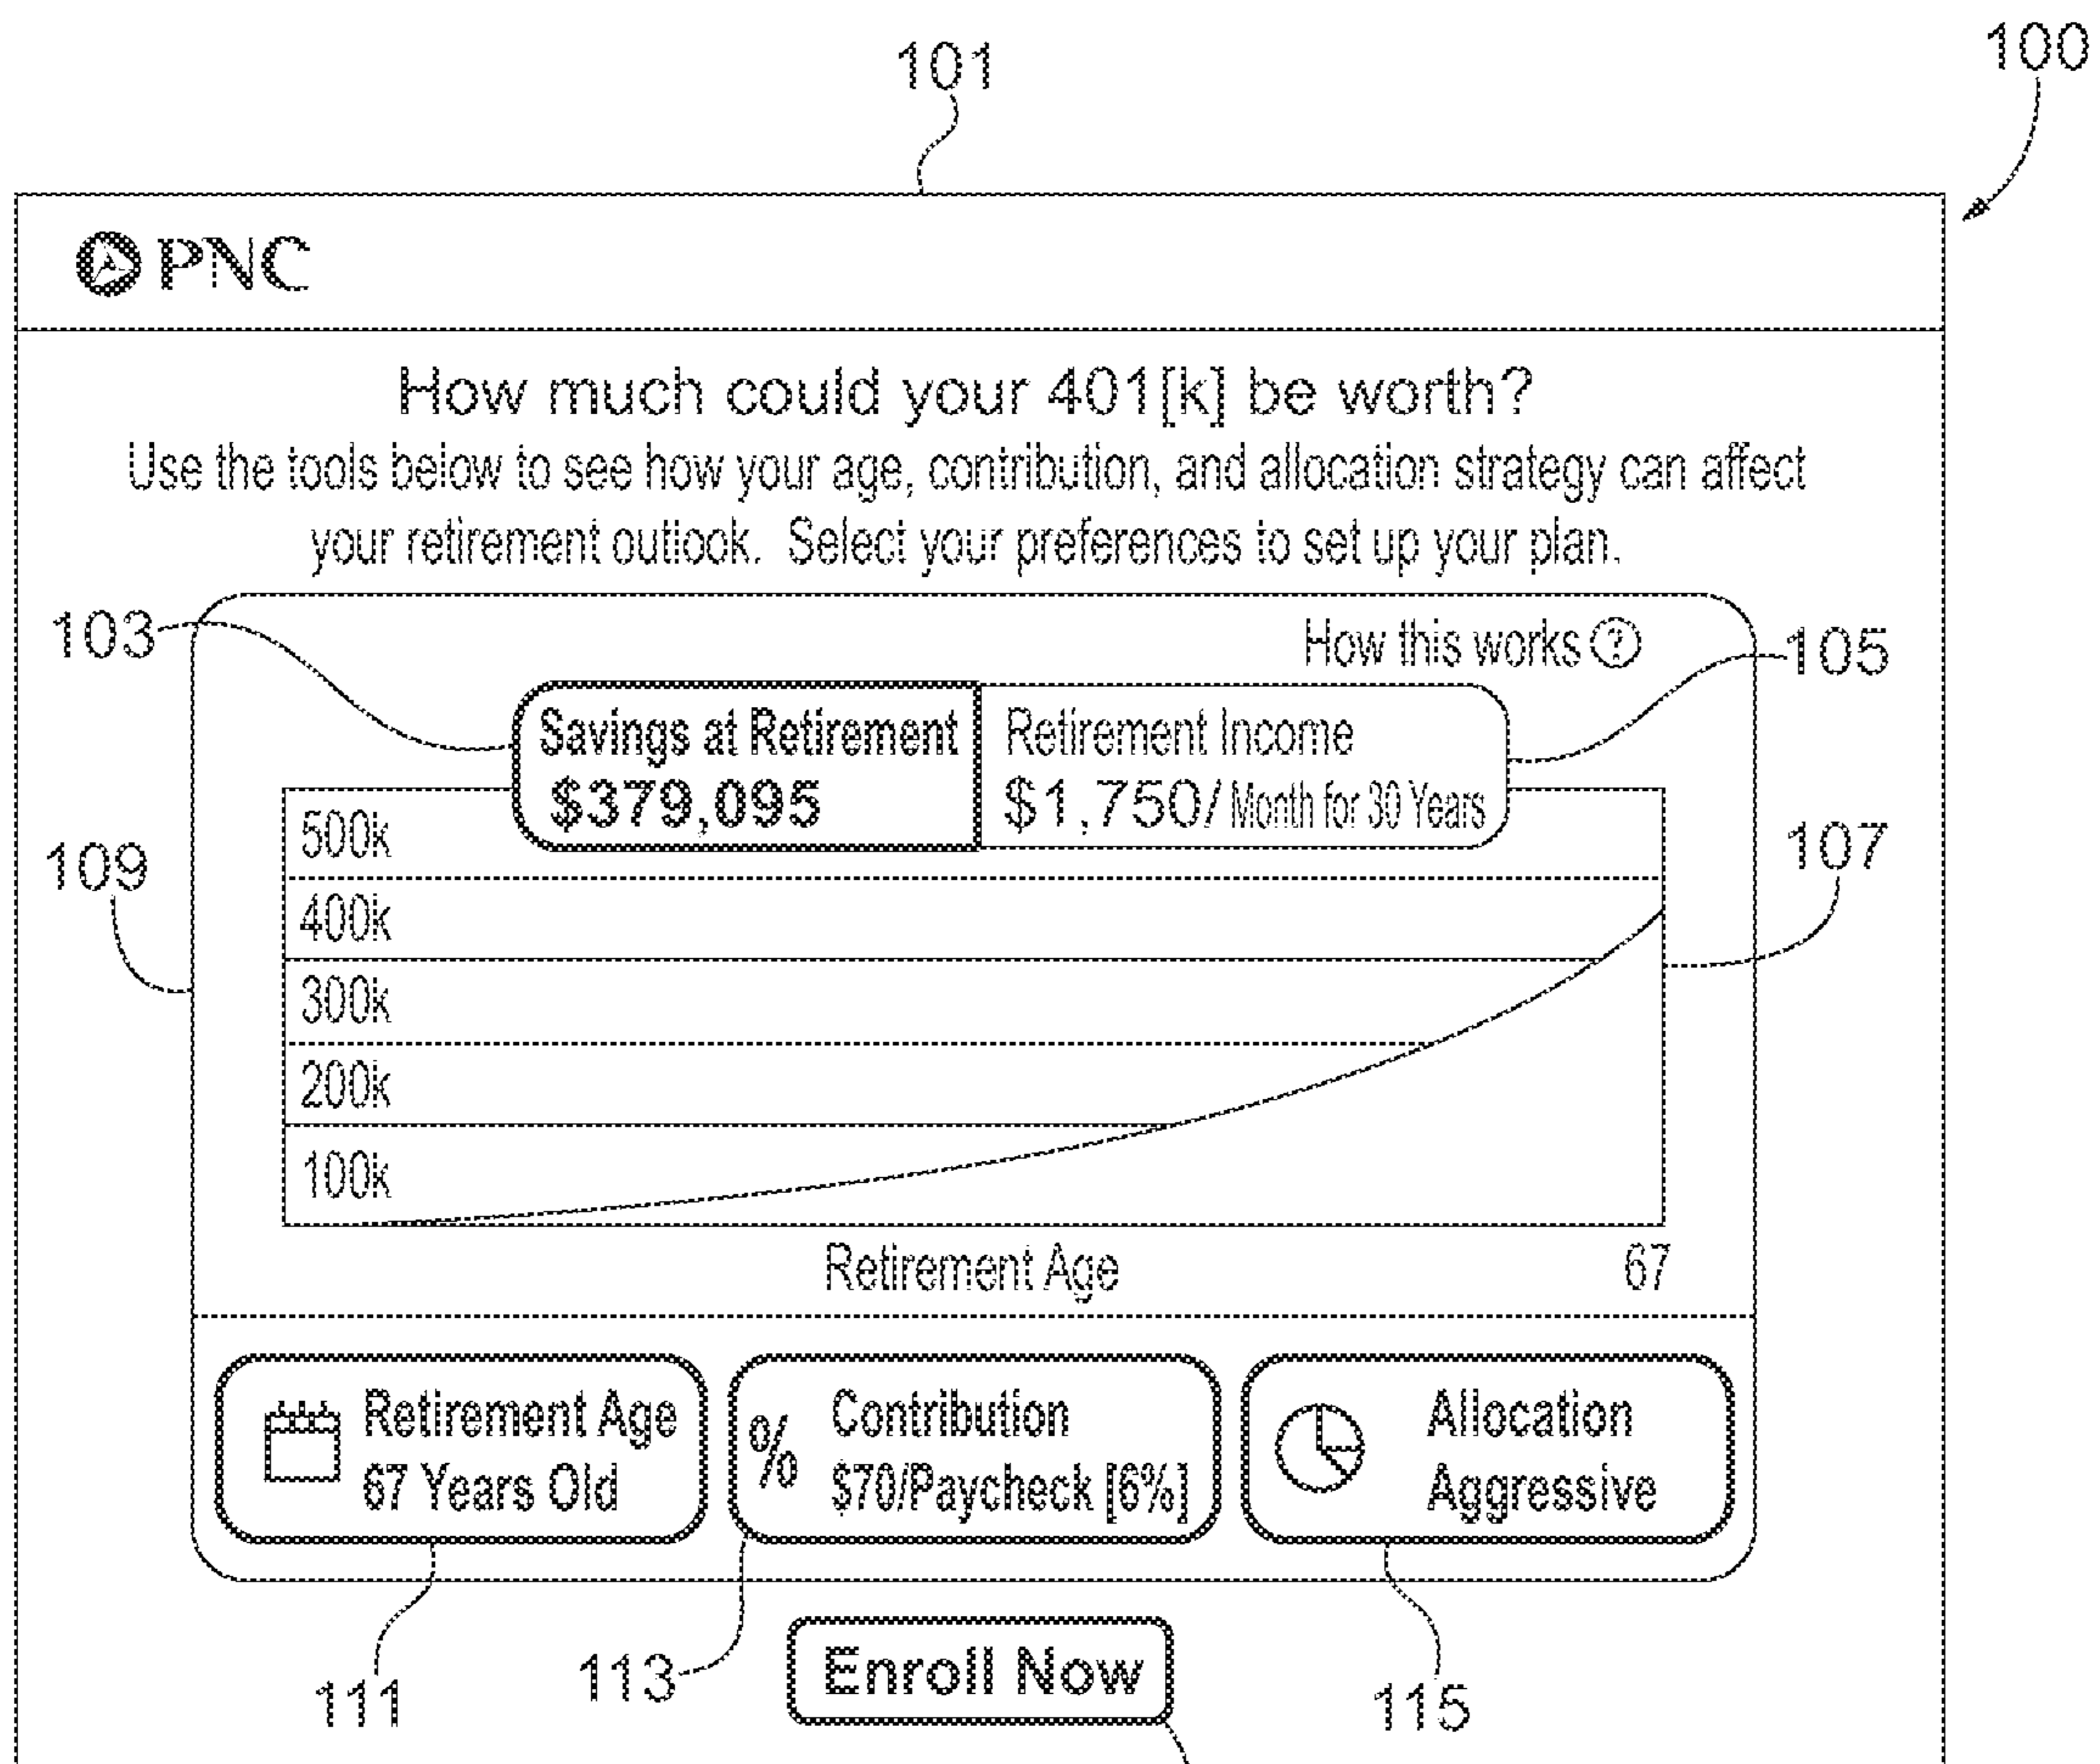 100
101
PNC
How much could your 401[k] be worth?
Use the tools below to see how your age, contribution, and allocation strategy can affect
your retirement outlook. Select your preferences to set up your plan.
103
How this works ?
105
Savings at Retirement
$379,095
Retirement Income
$1,750/ Month for 30 Years
109
107
500k
400k
300k
200k
100k
Retirement Age
67
Retirement Age
67 Years Old
% Contribution
$70/Paycheck [6%]
Allocation
Aggressive
111
113
Enroll Now
115